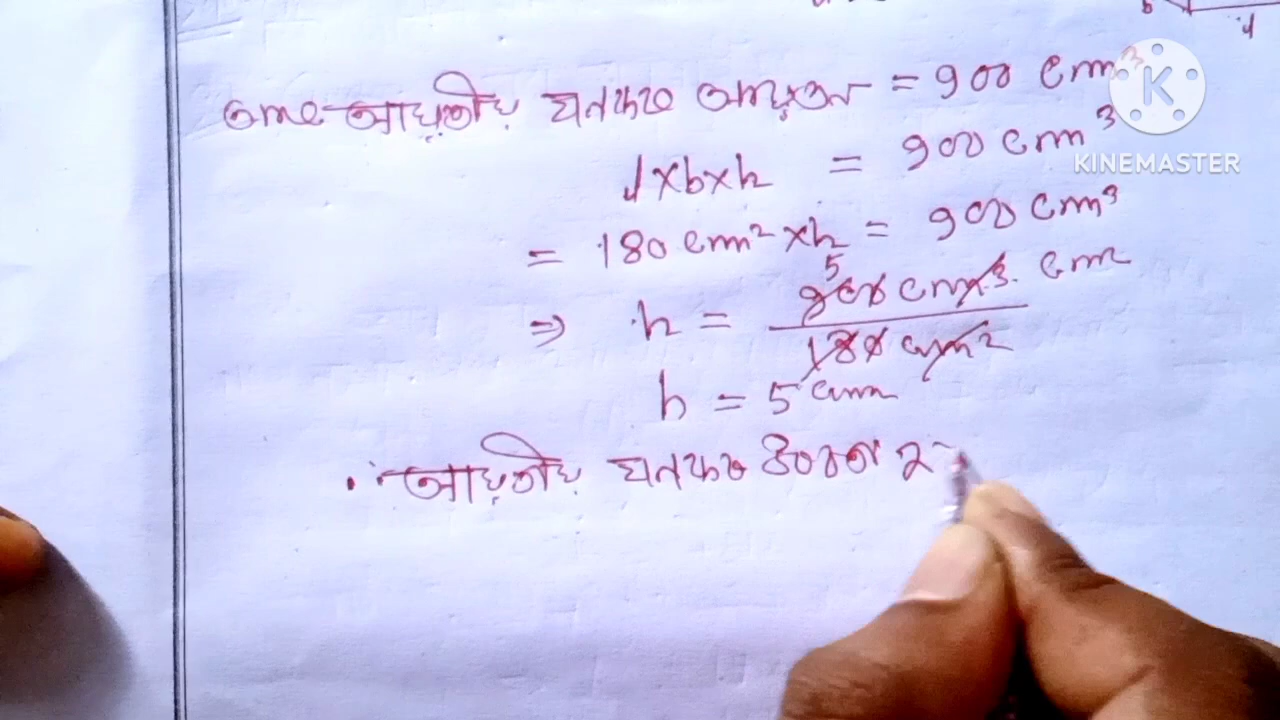 b
d
আয়তীয় ঘনকৰ আয়তন = 900 cm³
l×b×h = 900 cm³
= 180 cm² ×h = 900 cm³
5
⇒ h = 900 cm3 cm
180 cm2
h = 5 cm
∴ আয়তীয় ঘনকৰ উচ্চতা
KINEMASTER